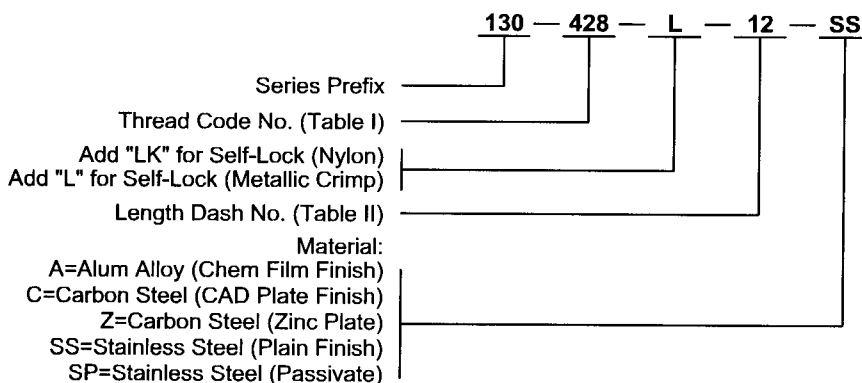 130 — 428 — L — 12 — SS
Series Prefix
Thread Code No. (Table I)
Add "LK" for Self-Lock (Nylon)
Add "L" for Self-Lock (Metallic Crimp)
Length Dash No. (Table II)
Material:
A=Alum Alloy (Chem Film Finish)
C=Carbon Steel (CAD Plate Finish)
Z=Carbon Steel (Zinc Plate)
SS=Stainless Steel (Plain Finish)
SP=Stainless Steel (Passivate)